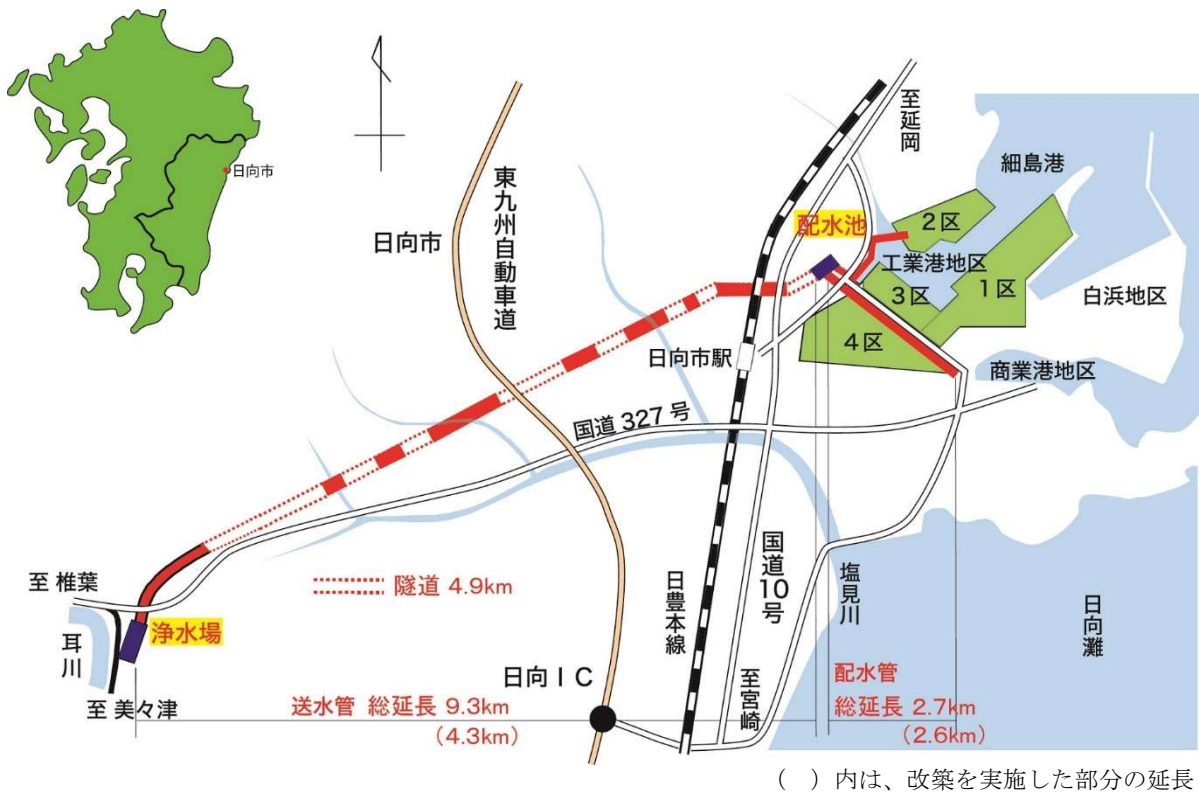 日向市
至延岡
細島港
東九州自動車道
日向市
配水池
2区
工業港地区
3区
1区
白浜地区
4区
日向市駅
商業港地区
国道327号
至 椎葉
隧道 4.9km
国道10号
塩見川
日豊本線
日向灘
浄水場
耳川
至 美々津
日向IC
至宮崎
配水管
送水管 総延長 9.3km
(4.3km)
総延長 2.7km
(2.6km)
( )内は、改築を実施した部分の延長